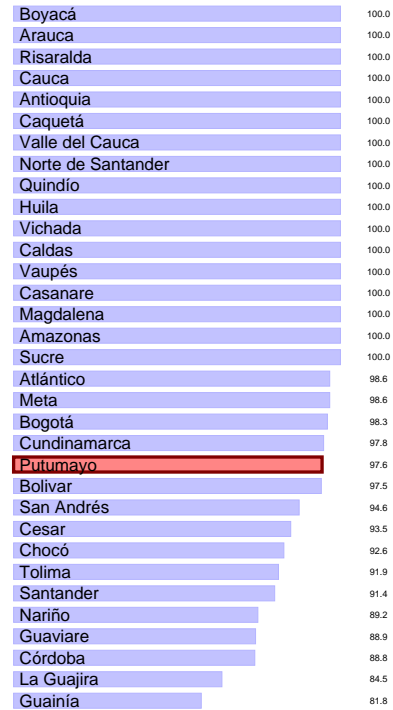 Boyacá 100.0
Arauca 100.0
Risaralda 100.0
Cauca 100.0
Antioquia 100.0
Caquetá 100.0
Valle del Cauca 100.0
Norte de Santander 100.0
Quindío 100.0
Huila 100.0
Vichada 100.0
Caldas 100.0
Vaupés 100.0
Casanare 100.0
Magdalena 100.0
Amazonas 100.0
Sucre 100.0
Atlántico 98.6
Meta 98.6
Bogotá 98.3
Cundinamarca 97.8
Putumayo 97.6
Bolivar 97.5
San Andrés 94.6
Cesar 93.5
Chocó 92.6
Tolima 91.9
Santander 91.4
Nariño 89.2
Guaviare 88.9
Córdoba 88.8
La Guajira 84.5
Guainía 81.8